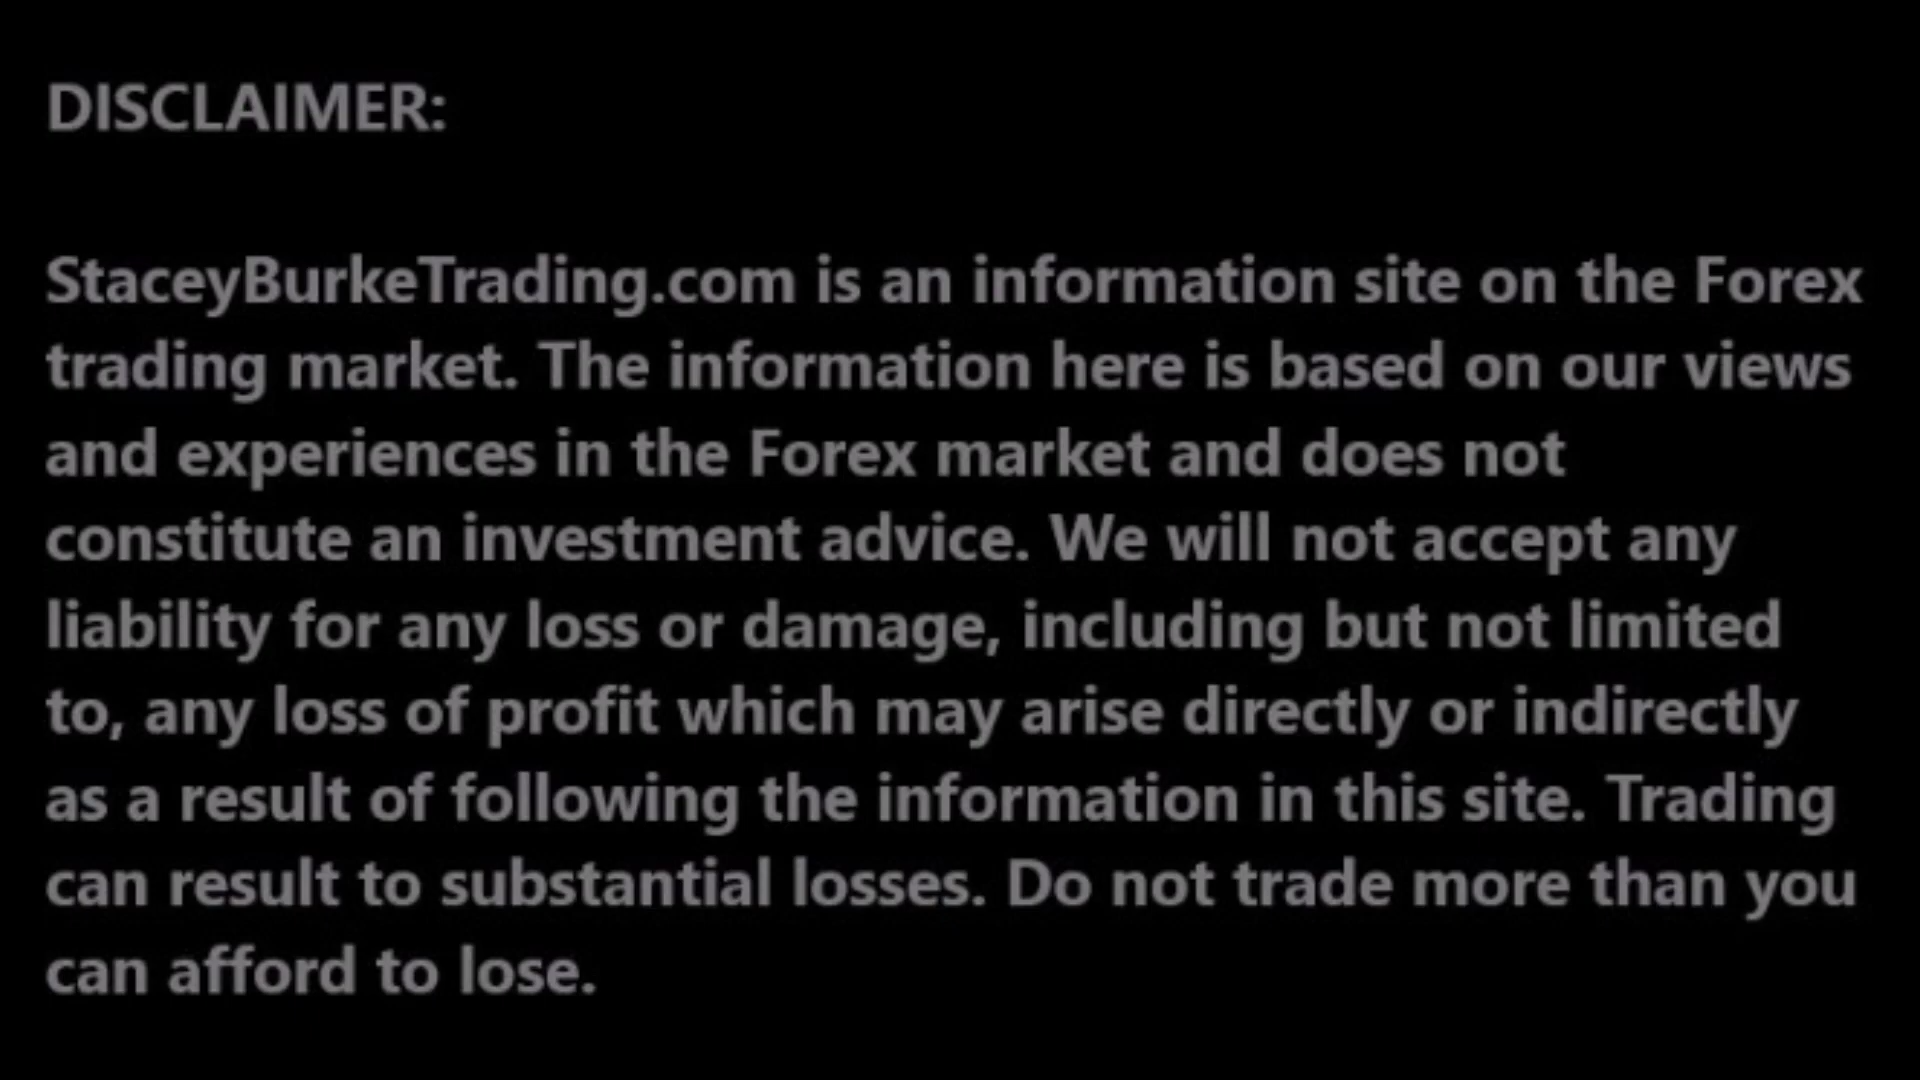 DISCLAIMER:
StaceyBurkeTrading.com is an information site on the Forex
trading market. The information here is based on our views
and experiences in the Forex market and does not
constitute an investment advice. We will not accept any
liability for any loss or damage, including but not limited
to, any loss of profit which may arise directly or indirectly
as a result of following the information in this site. Trading
can result to substantial losses. Do not trade more than you
can afford to lose.